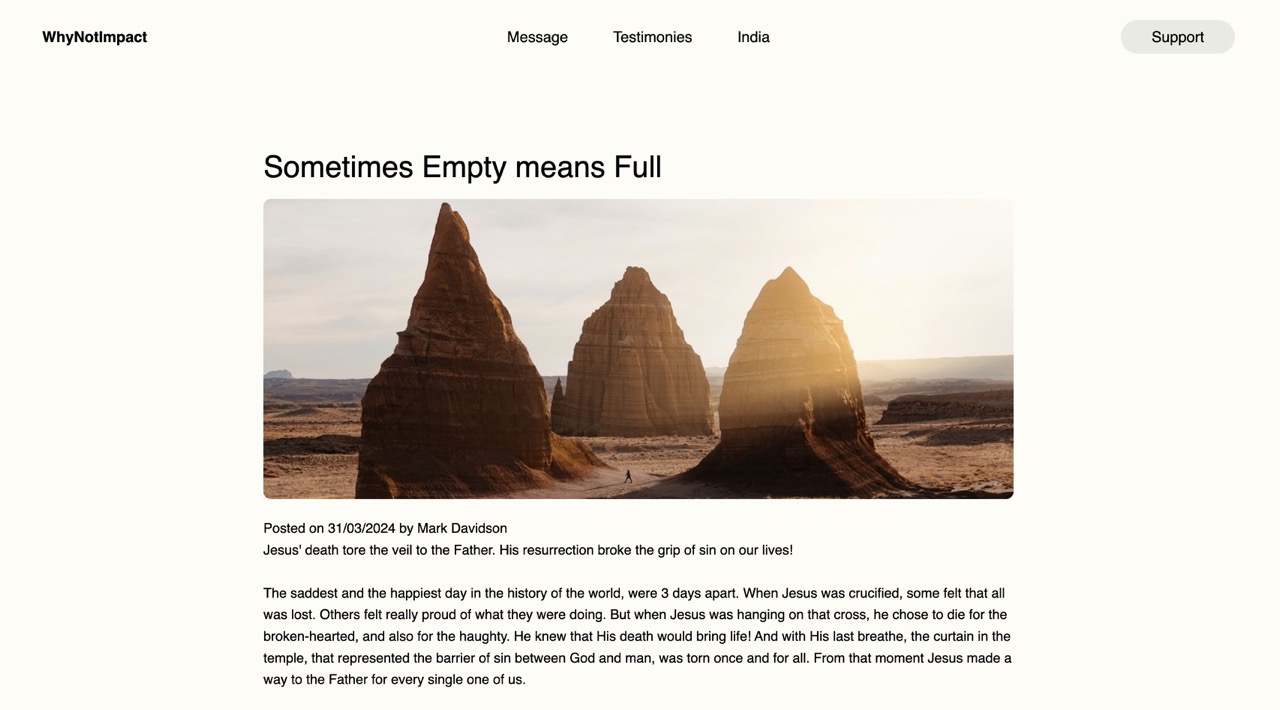 WhyNotImpact
Message
Testimonies
India
Support
Sometimes Empty means Full
Posted on 31/03/2024 by Mark Davidson
Jesus' death tore the veil to the Father. His resurrection broke the grip of sin on our lives!
The saddest and the happiest day in the history of the world, were 3 days apart. When Jesus was crucified, some felt that all
was lost. Others felt really proud of what they were doing. But when Jesus was hanging on that cross, he chose to die for the
broken-hearted, and also for the haughty. He knew that His death would bring life! And with His last breathe, the curtain in the
temple, that represented the barrier of sin between God and man, was torn once and for all. From that moment Jesus made a
way to the Father for every single one of us.